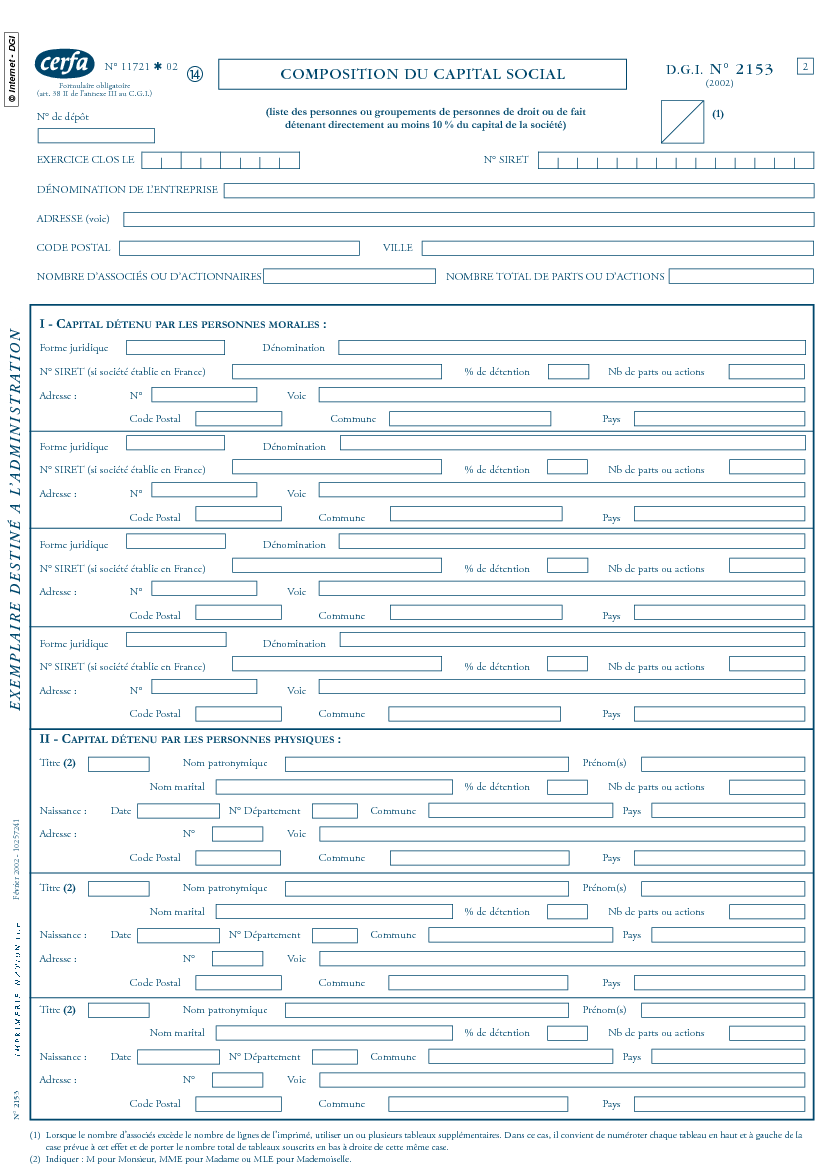 © Internet - DGI
cerfa
N° 11721 ✱ 02
14
COMPOSITION DU CAPITAL SOCIAL
D.G.I. N° 2153
2
Formulaire obligatoire
(art. 38 II de l'annexe III au C.G.I.)
(2002)
(liste des personnes ou groupements de personnes de droit ou de fait
détenant directement au moins 10 % du capital de la société)
(1)
N° de dépôt
EXERCICE CLOS LE
N° SIRET
DÉNOMINATION DE L'ENTREPRISE
ADRESSE (voie)
CODE POSTAL VILLE
NOMBRE D'ASSOCIÉS OU D'ACTIONNAIRES NOMBRE TOTAL DE PARTS OU D'ACTIONS
I - CAPITAL DÉTENU PAR LES PERSONNES MORALES :
Forme juridique Dénomination
N° SIRET (si société établie en France) % de détention Nb de parts ou actions
Adresse : N° Voie
Code Postal Commune Pays
Forme juridique Dénomination
N° SIRET (si société établie en France) % de détention Nb de parts ou actions
Adresse : N° Voie
Code Postal Commune Pays
Forme juridique Dénomination
N° SIRET (si société établie en France) % de détention Nb de parts ou actions
Adresse : N° Voie
Code Postal Commune Pays
Forme juridique Dénomination
N° SIRET (si société établie en France) % de détention Nb de parts ou actions
Adresse : N° Voie
Code Postal Commune Pays
II - CAPITAL DÉTENU PAR LES PERSONNES PHYSIQUES :
Titre (2) Nom patronymique Prénom(s)
Nom marital % de détention Nb de parts ou actions
Naissance : Date N° Département Commune Pays
Adresse : N° Voie
Code Postal Commune Pays
Titre (2) Nom patronymique Prénom(s)
Nom marital % de détention Nb de parts ou actions
Naissance : Date N° Département Commune Pays
Adresse : N° Voie
Code Postal Commune Pays
Titre (2) Nom patronymique Prénom(s)
Nom marital % de détention Nb de parts ou actions
Naissance : Date N° Département Commune Pays
Adresse : N° Voie
Code Postal Commune Pays
EXEMPLAIRE DESTINÉ A L'ADMINISTRATION
Février 2002 - 10257241
IMPRIMERIE NATIONALE
N° 2153
(1) Lorsque le nombre d'associés excède le nombre de lignes de l'imprimé, utiliser un ou plusieurs tableaux supplémentaires. Dans ce cas, il convient de numéroter chaque tableau en haut et à gauche de la
case prévue à cet effet et de porter le nombre total de tableaux souscrits en bas à droite de cette même case.
(2) Indiquer : M pour Monsieur, MME pour Madame ou MLE pour Mademoiselle.